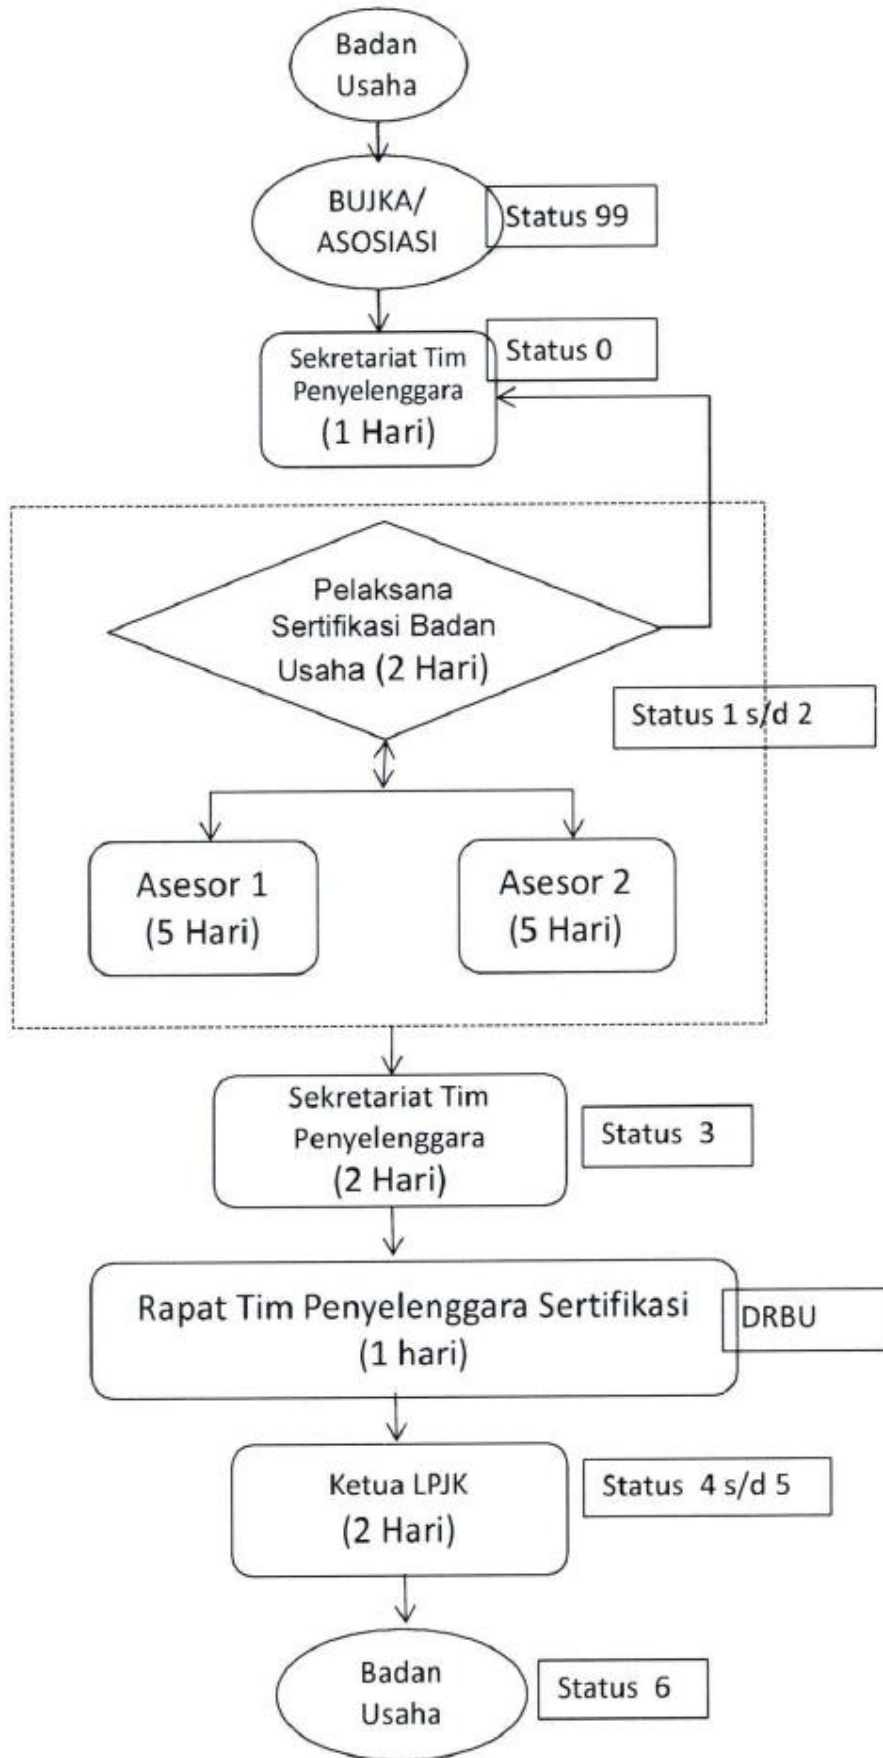 Badan
Usaha
BUJKA/
ASOSIASI
Status 99
Sekretariat Tim
Penyelenggara
(1 Hari)
Status 0
Pelaksana
Sertifikasi Badan
Usaha (2 Hari)
Status 1 s/d 2
Asesor 1
(5 Hari)
Asesor 2
(5 Hari)
Sekretariat Tim
Penyelenggara
(2 Hari)
Status 3
Rapat Tim Penyelenggara Sertifikasi
(1 hari)
DRBU
Ketua LPJK
(2 Hari)
Status 4 s/d 5
Badan
Usaha
Status 6